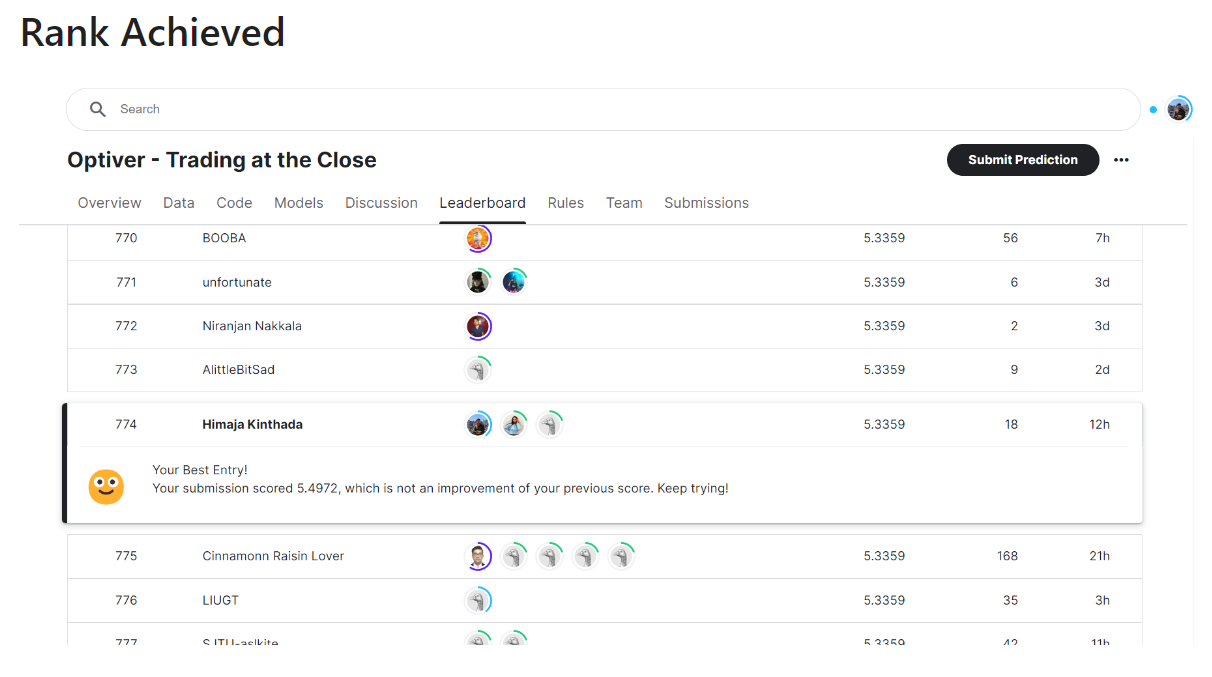 Rank Achieved
Search
Optiver - Trading at the Close
Submit Prediction
Overview Data Code Models Discussion Leaderboard Rules Team Submissions
770 BOOBA 5.3359 56 7h
771 unfortunate 5.3359 6 3d
772 Niranjan Nakkala 5.3359 2 3d
773 AlittleBitSad 5.3359 9 2d
774 Himaja Kinthada 5.3359 18 12h
Your Best Entry!
Your submission scored 5.4972, which is not an improvement of your previous score. Keep trying!
775 Cinnamonn Raisin Lover 5.3359 168 21h
776 LIUGT 5.3359 35 3h
777 5.3359 42 11h